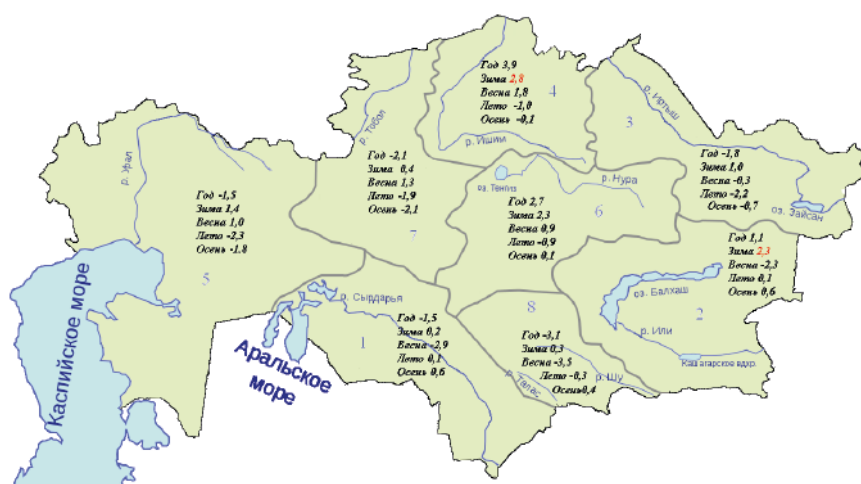 Год 3,9
Зима 2,8
Весна 1,8
Лето -1,0
Осень -0,1
4
р. Ишим
р. Тобол
3
р. Иртыш
Год -1,8
Зима 1,0
Весна -0,3
Лето -2,2
Осень -0,7
оз. Зайсан
р. Урал
Год -1,5
Зима 1,4
Весна 1,0
Лето -2,3
Осень -1.8
5
Год -2,1
Зима 0,4
Весна 1,3
Лето -1,9
Осень -2,1
7
оз. Тенгиз
р. Нура
Год 2,7
Зима 2,3
Весна 0,9
Лето -0,9
Осень 0,1
6
Год 1,1
Зима 2,3
Весна -2,3
Лето 0,1
Осень 0,6
оз. Балхаш
2
р. Или
Капшагарское вдхр.
Каспийское море
Аральское
море
р. Сырдарья
1
Год -1,5
Зима 0,2
Весна -2,9
Лето 0,1
Осень 0,6
8
Год -3,1
Зима 0,3
Весна -3,5
Лето -0,3
Осень 0,4
р. Талас
р. Шу